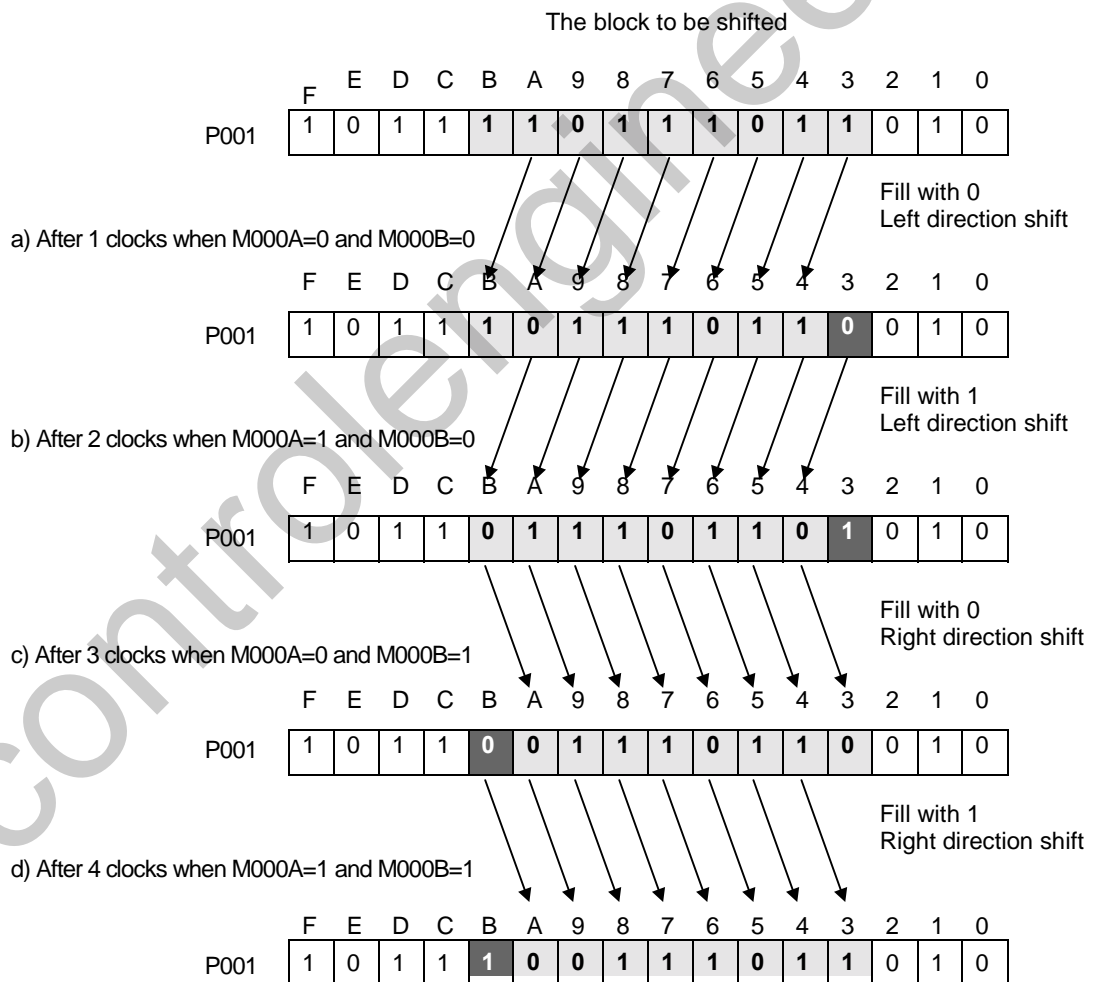 The block to be shifted
F E D C B A 9 8 7 6 5 4 3 2 1 0
P001 1 0 1 1 1 1 0 1 1 1 0 1 1 0 1 0
Fill with 0
Left direction shift
a) After 1 clocks when M000A=0 and M000B=0
F E D C B A 9 8 7 6 5 4 3 2 1 0
P001 1 0 1 1 1 0 1 1 1 0 1 1 0 0 1 0
Fill with 1
Left direction shift
b) After 2 clocks when M000A=1 and M000B=0
F E D C B A 9 8 7 6 5 4 3 2 1 0
P001 1 0 1 1 0 1 1 1 0 1 1 0 1 0 1 0
Fill with 0
Right direction shift
c) After 3 clocks when M000A=0 and M000B=1
F E D C B A 9 8 7 6 5 4 3 2 1 0
P001 1 0 1 1 0 0 1 1 1 0 1 1 0 0 1 0
Fill with 1
Right direction shift
d) After 4 clocks when M000A=1 and M000B=1
F E D C B A 9 8 7 6 5 4 3 2 1 0
P001 1 0 1 1 1 0 0 1 1 1 0 1 1 0 1 0
controlenginee